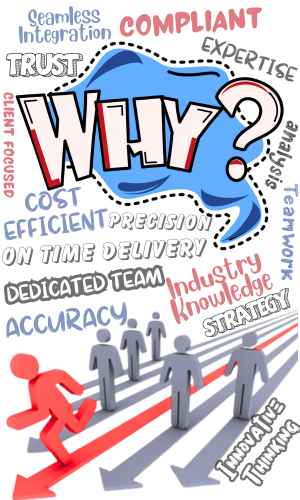 Seamless
Integration
COMPLIANT
EXPERTISE
TRUST
WHY?
CLIENT FOCUSED
analysis
COST
EFFICIENT
PRECISION
Teamwork
ON TIME DELIVERY
DEDICATED TEAM
Industry
Knowledge
STRATEGY
ACCURACY
Innovative
Thinking